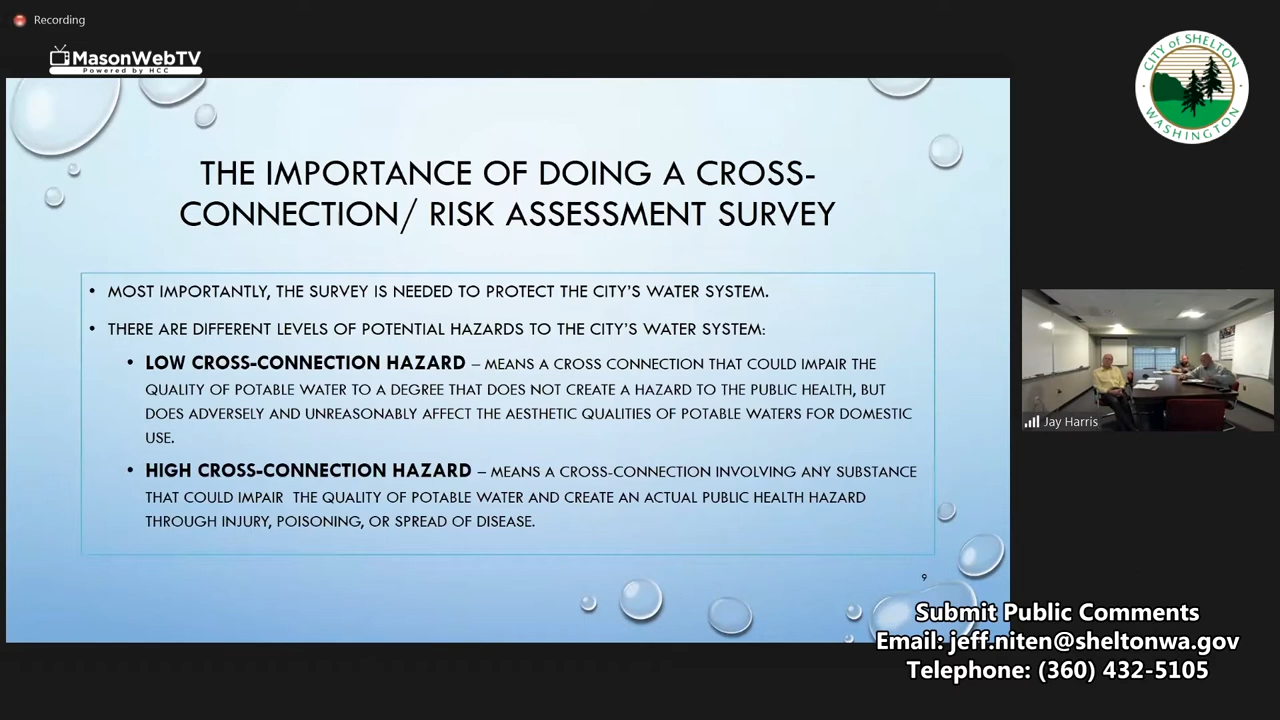 Recording
MasonWebTV
Powered by HCC
CITY of SHELTON
WASHINGTON
THE IMPORTANCE OF DOING A CROSS-
CONNECTION/ RISK ASSESSMENT SURVEY
• MOST IMPORTANTLY, THE SURVEY IS NEEDED TO PROTECT THE CITY'S WATER SYSTEM.
• THERE ARE DIFFERENT LEVELS OF POTENTIAL HAZARDS TO THE CITY'S WATER SYSTEM:
• LOW CROSS-CONNECTION HAZARD – MEANS A CROSS CONNECTION THAT COULD IMPAIR THE
QUALITY OF POTABLE WATER TO A DEGREE THAT DOES NOT CREATE A HAZARD TO THE PUBLIC HEALTH, BUT
DOES ADVERSELY AND UNREASONABLY AFFECT THE AESTHETIC QUALITIES OF POTABLE WATERS FOR DOMESTIC
USE.
• HIGH CROSS-CONNECTION HAZARD – MEANS A CROSS-CONNECTION INVOLVING ANY SUBSTANCE
THAT COULD IMPAIR THE QUALITY OF POTABLE WATER AND CREATE AN ACTUAL PUBLIC HEALTH HAZARD
THROUGH INJURY, POISONING, OR SPREAD OF DISEASE.
9
Jay Harris
Submit Public Comments
Email: jeff.niten@sheltonwa.gov
Telephone: (360) 432-5105